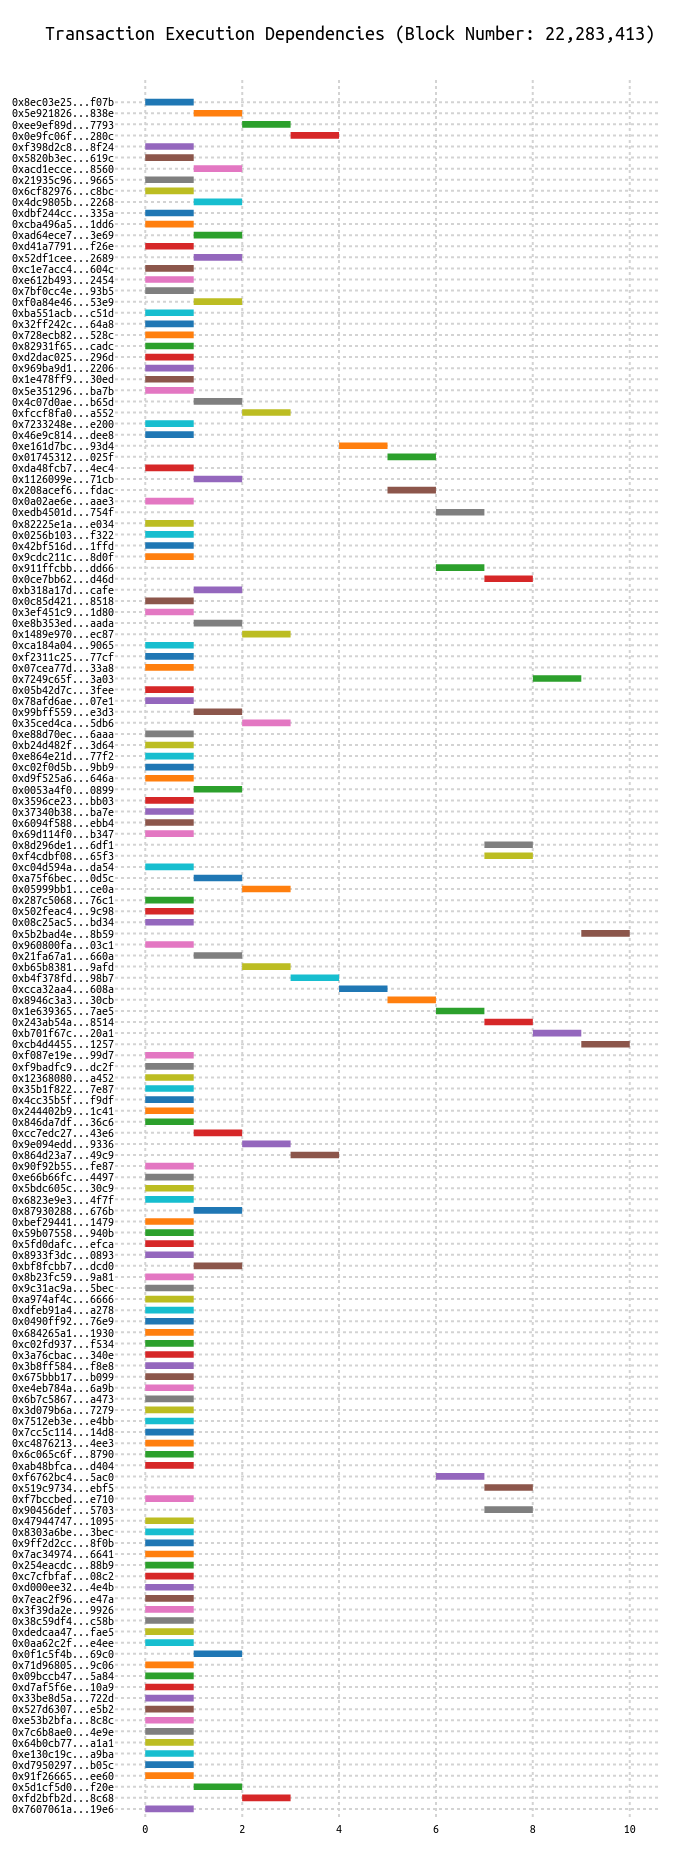 Transaction Execution Dependencies (Block Number: 22,283,413)
0x8ec03e25...f07b
0x5e921826...838e
0xee9ef89d...7793
0x0e9fc06f...280c
0xf398d2c8...8f24
0x5820b3ec...619c
0xacd1ecce...8560
0x21935c96...9665
0x6cf82976...c8bc
0x4dc9805b...2268
0xdbf244cc...335a
0xcba496a5...1dd6
0xad64ece7...3e69
0xd41a7791...f26e
0x52df1cee...2689
0xc1e7acc4...604c
0xe612b493...2454
0x7bf0cc4e...93b5
0xf0a84e46...53e9
0xba551acb...c51d
0x32ff242c...64a8
0x728ecb82...528c
0x82931f65...cadc
0xd2dac025...296d
0x969ba9d1...2206
0x1e478ff9...30ed
0x5e351296...ba7b
0x4c07d0ae...b65d
0xfccf8fa0...a552
0x7233248e...e200
0x46e9c814...dee8
0xe161d7bc...93d4
0x01745312...025f
0xda48fcb7...4ec4
0x1126099e...71cb
0x208acef6...fdac
0x0a02ae6e...aae3
0xedb4501d...754f
0x82225e1a...e034
0x0256b103...f322
0x42bf516d...1ffd
0x9cdc211c...8d0f
0x911ffcbb...dd66
0x0ce7bb62...d46d
0xb318a17d...cafe
0x0c85d421...8518
0x3ef451c9...1d80
0xe8b353ed...aada
0x1489e970...ec87
0xca184a04...9065
0xf2311c25...77cf
0x07cea77d...33a8
0x7249c65f...3a03
0x05b42d7c...3fee
0x78afd6ae...07e1
0x99bff559...e3d3
0x35ced4ca...5db6
0xe88d70ec...6aaa
0xb24d482f...3d64
0xe864e21d...77f2
0xc02f0d5b...9bb9
0xd9f525a6...646a
0x0053a4f0...0899
0x3596ce23...bb03
0x37340b38...ba7e
0x6094f588...ebb4
0x69d114f0...b347
0x8d296de1...6df1
0xf4cdbf08...65f3
0xc04d594a...da54
0xa75f6bec...0d5c
0x05999bb1...ce0a
0x287c5068...76c1
0x502feac4...9c98
0x08c25ac5...bd34
0x5b2bad4e...8b59
0x960800fa...03c1
0x21fa67a1...660a
0xb65b8381...9afd
0xb4f378fd...98b7
0xcca32aa4...608a
0x8946c3a3...30cb
0x1e639365...7ae5
0x243ab54a...8514
0xb701f67c...20a1
0xcb4d4455...1257
0xf087e19e...99d7
0xf9badfc9...dc2f
0x12368080...a452
0x35b1f822...7e87
0x4cc35b5f...f9df
0x244402b9...1c41
0x846da7df...36c6
0xcc7edc27...43e6
0x9e094edd...9336
0x864d23a7...49c9
0x90f92b55...fe87
0xe66b66fc...4497
0x5bdc605c...30c9
0x6823e9e3...4f7f
0x87930288...676b
0xbef29441...1479
0x59b07558...940b
0x5fd0dafc...efca
0x8933f3dc...0893
0xbf8fcbb7...dcd0
0x8b23fc59...9a81
0x9c31ac9a...5bec
0xa974af4c...6666
0xdfeb91a4...a278
0x0490ff92...76e9
0x684265a1...1930
0xc02fd937...f534
0x3a76cbac...340e
0x3b8ff584...f8e8
0x675bbb17...b099
0xe4eb784a...6a9b
0x6b7c5867...a473
0x3d079b6a...7279
0x7512eb3e...e4bb
0x7cc5c114...14d8
0xc4876213...4ee3
0x6c065c6f...8790
0xab48bfca...d404
0xf6762bc4...5ac0
0x519c9734...ebf5
0xf7bccbed...e710
0x90456def...5703
0x47944747...1095
0x8303a6be...3bec
0x9ff2d2cc...8f0b
0x7ac34974...6641
0x254eacdc...88b9
0xc7cfbfaf...08c2
0xd000ee32...4e4b
0x7eac2f96...e47a
0x3f39da2e...9926
0x38c59df4...c58b
0xdedcaa47...fae5
0x0aa62c2f...e4ee
0x0f1c5f4b...69c0
0x71d96805...9c06
0x09bccb47...5a84
0xd7af5f6e...10a9
0x33be8d5a...722d
0x527d6307...e5b2
0xe53b2bfa...8c8c
0x7c6b8ae0...4e9e
0x64b0cb77...a1a1
0xe130c19c...a9ba
0xd7950297...b05c
0x91f26665...ee60
0x5d1cf5d0...f20e
0xfd2bfb2d...8c68
0x7607061a...19e6
0 2 4 6 8 10